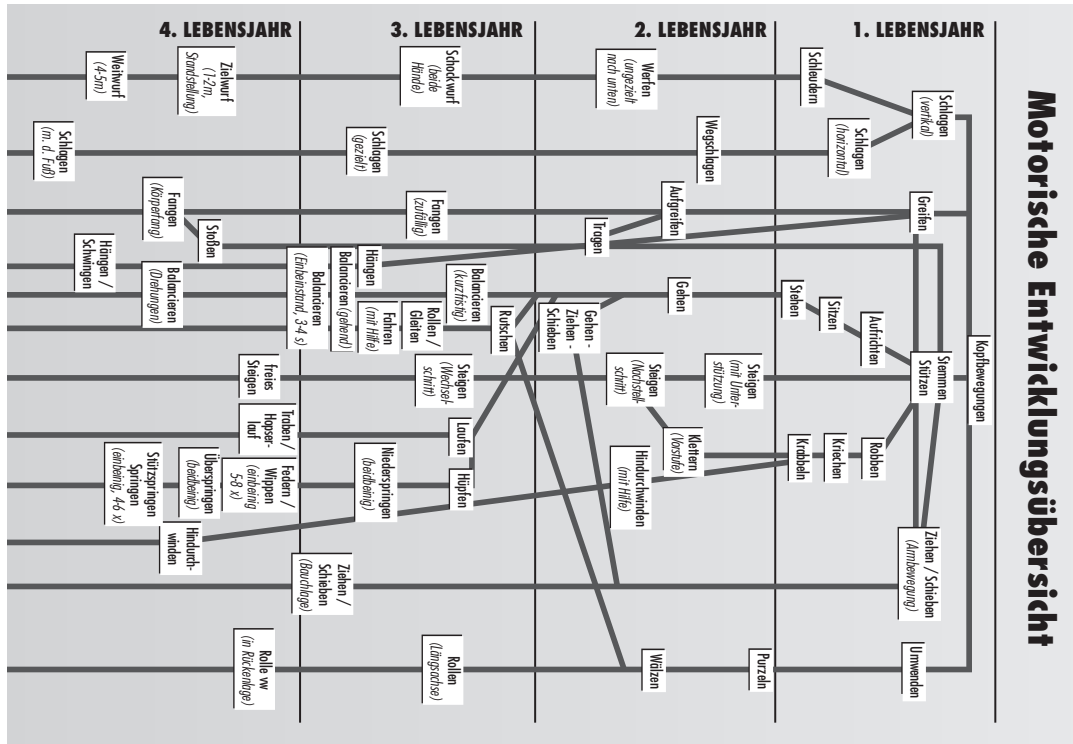 Motorische Entwicklungsübersicht
1. LEBENSJAHR
Kopfbewegungen
Schlagen
(vertikal)
Greifen
Stemmen
Stützen
Ziehen / Schieben
(Armbewegung)
Umwenden
Schlagen
(horizontal)
Schleudern
Aufrichten
Sitzen
Stehen
Robben
Kriechen
Krabbeln
2. LEBENSJAHR
Purzeln
Wegschlagen
Steigen
(mit Unter-
stützung)
Gehen
Aufgreifen
Klettern
(Vorstufe)
Wälzen
Werfen
(ungezielt
nach unten)
Tragen
Steigen
(Nachstell-
schritt)
Hindurchwinden
(mit Hilfe)
Gehen -
Ziehen -
Schieben
3. LEBENSJAHR
Rutschen
Balancieren
(kurzfristig)
Laufen
Hüpfen
Schockwurf
(beide
Hände)
Fangen
(zufällig)
Rollen /
Gleiten
Steigen
(Wechsel-
schritt)
Rollen
(Längsachse)
Schlagen
(gezielt)
Hängen
Fahren
(mit Hilfe)
Niederspringen
(beidbeinig)
Balancieren (gehend)
Balancieren
(Einbeinstand, 3-4 s)
Ziehen /
Schieben
(Bauchlage)
4. LEBENSJAHR
Zielwurf
(1-2m,
Standstellung)
Stoßen
freies
Steigen
Traben /
Hopser-
lauf
Federn /
Wippen
(einbeinig
5-8 x)
Rolle vw
(in Rückenlage)
Fangen
(Körperfang)
Balancieren
(Drehungen)
Überspringen
(beidbeinig)
Hindurch-
winden
Weitwurf
(4-5m)
Hängen /
Schwingen
Stützspringen
Springen
(einbeinig, 4-6 x)
Schlagen
(m. d. Fuß)